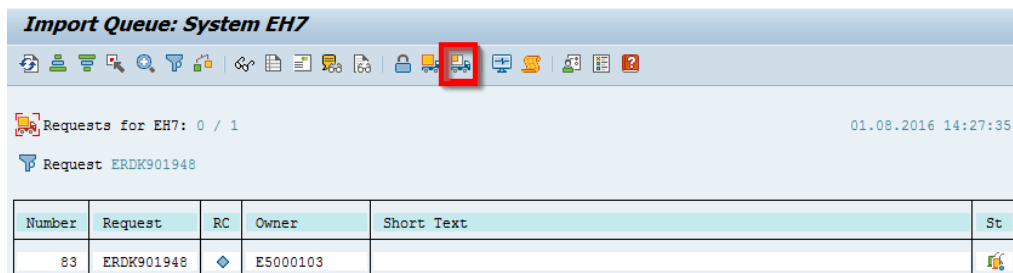 Import Queue: System EH7
Requests for EH7: 0 / 1 01.08.2016 14:27:35
Request ERDK901948
Number Request RC Owner Short Text St
83 ERDK901948 E5000103